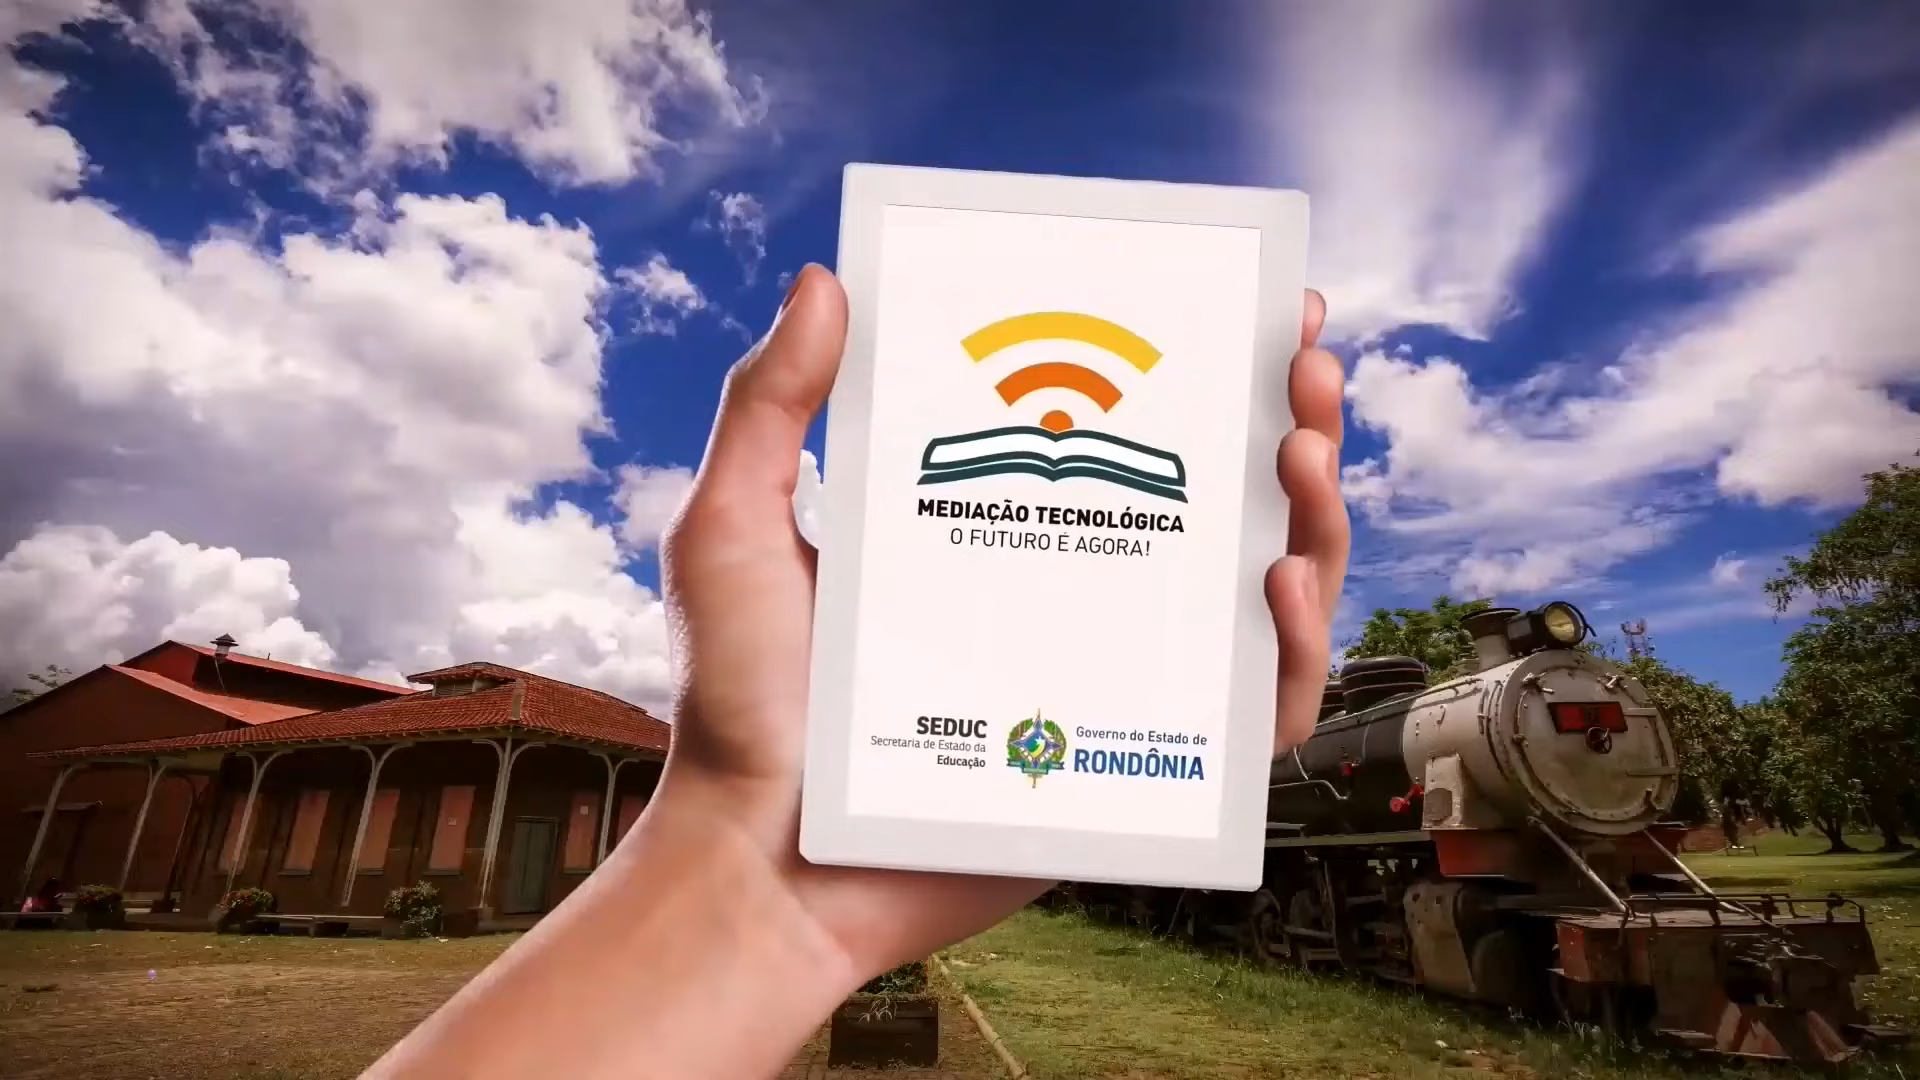 MEDIAÇÃO TECNOLÓGICA
O FUTURO É AGORA!
SEDUC
Secretaria de Estado da
Educação
Governo do Estado de
RONDÔNIA